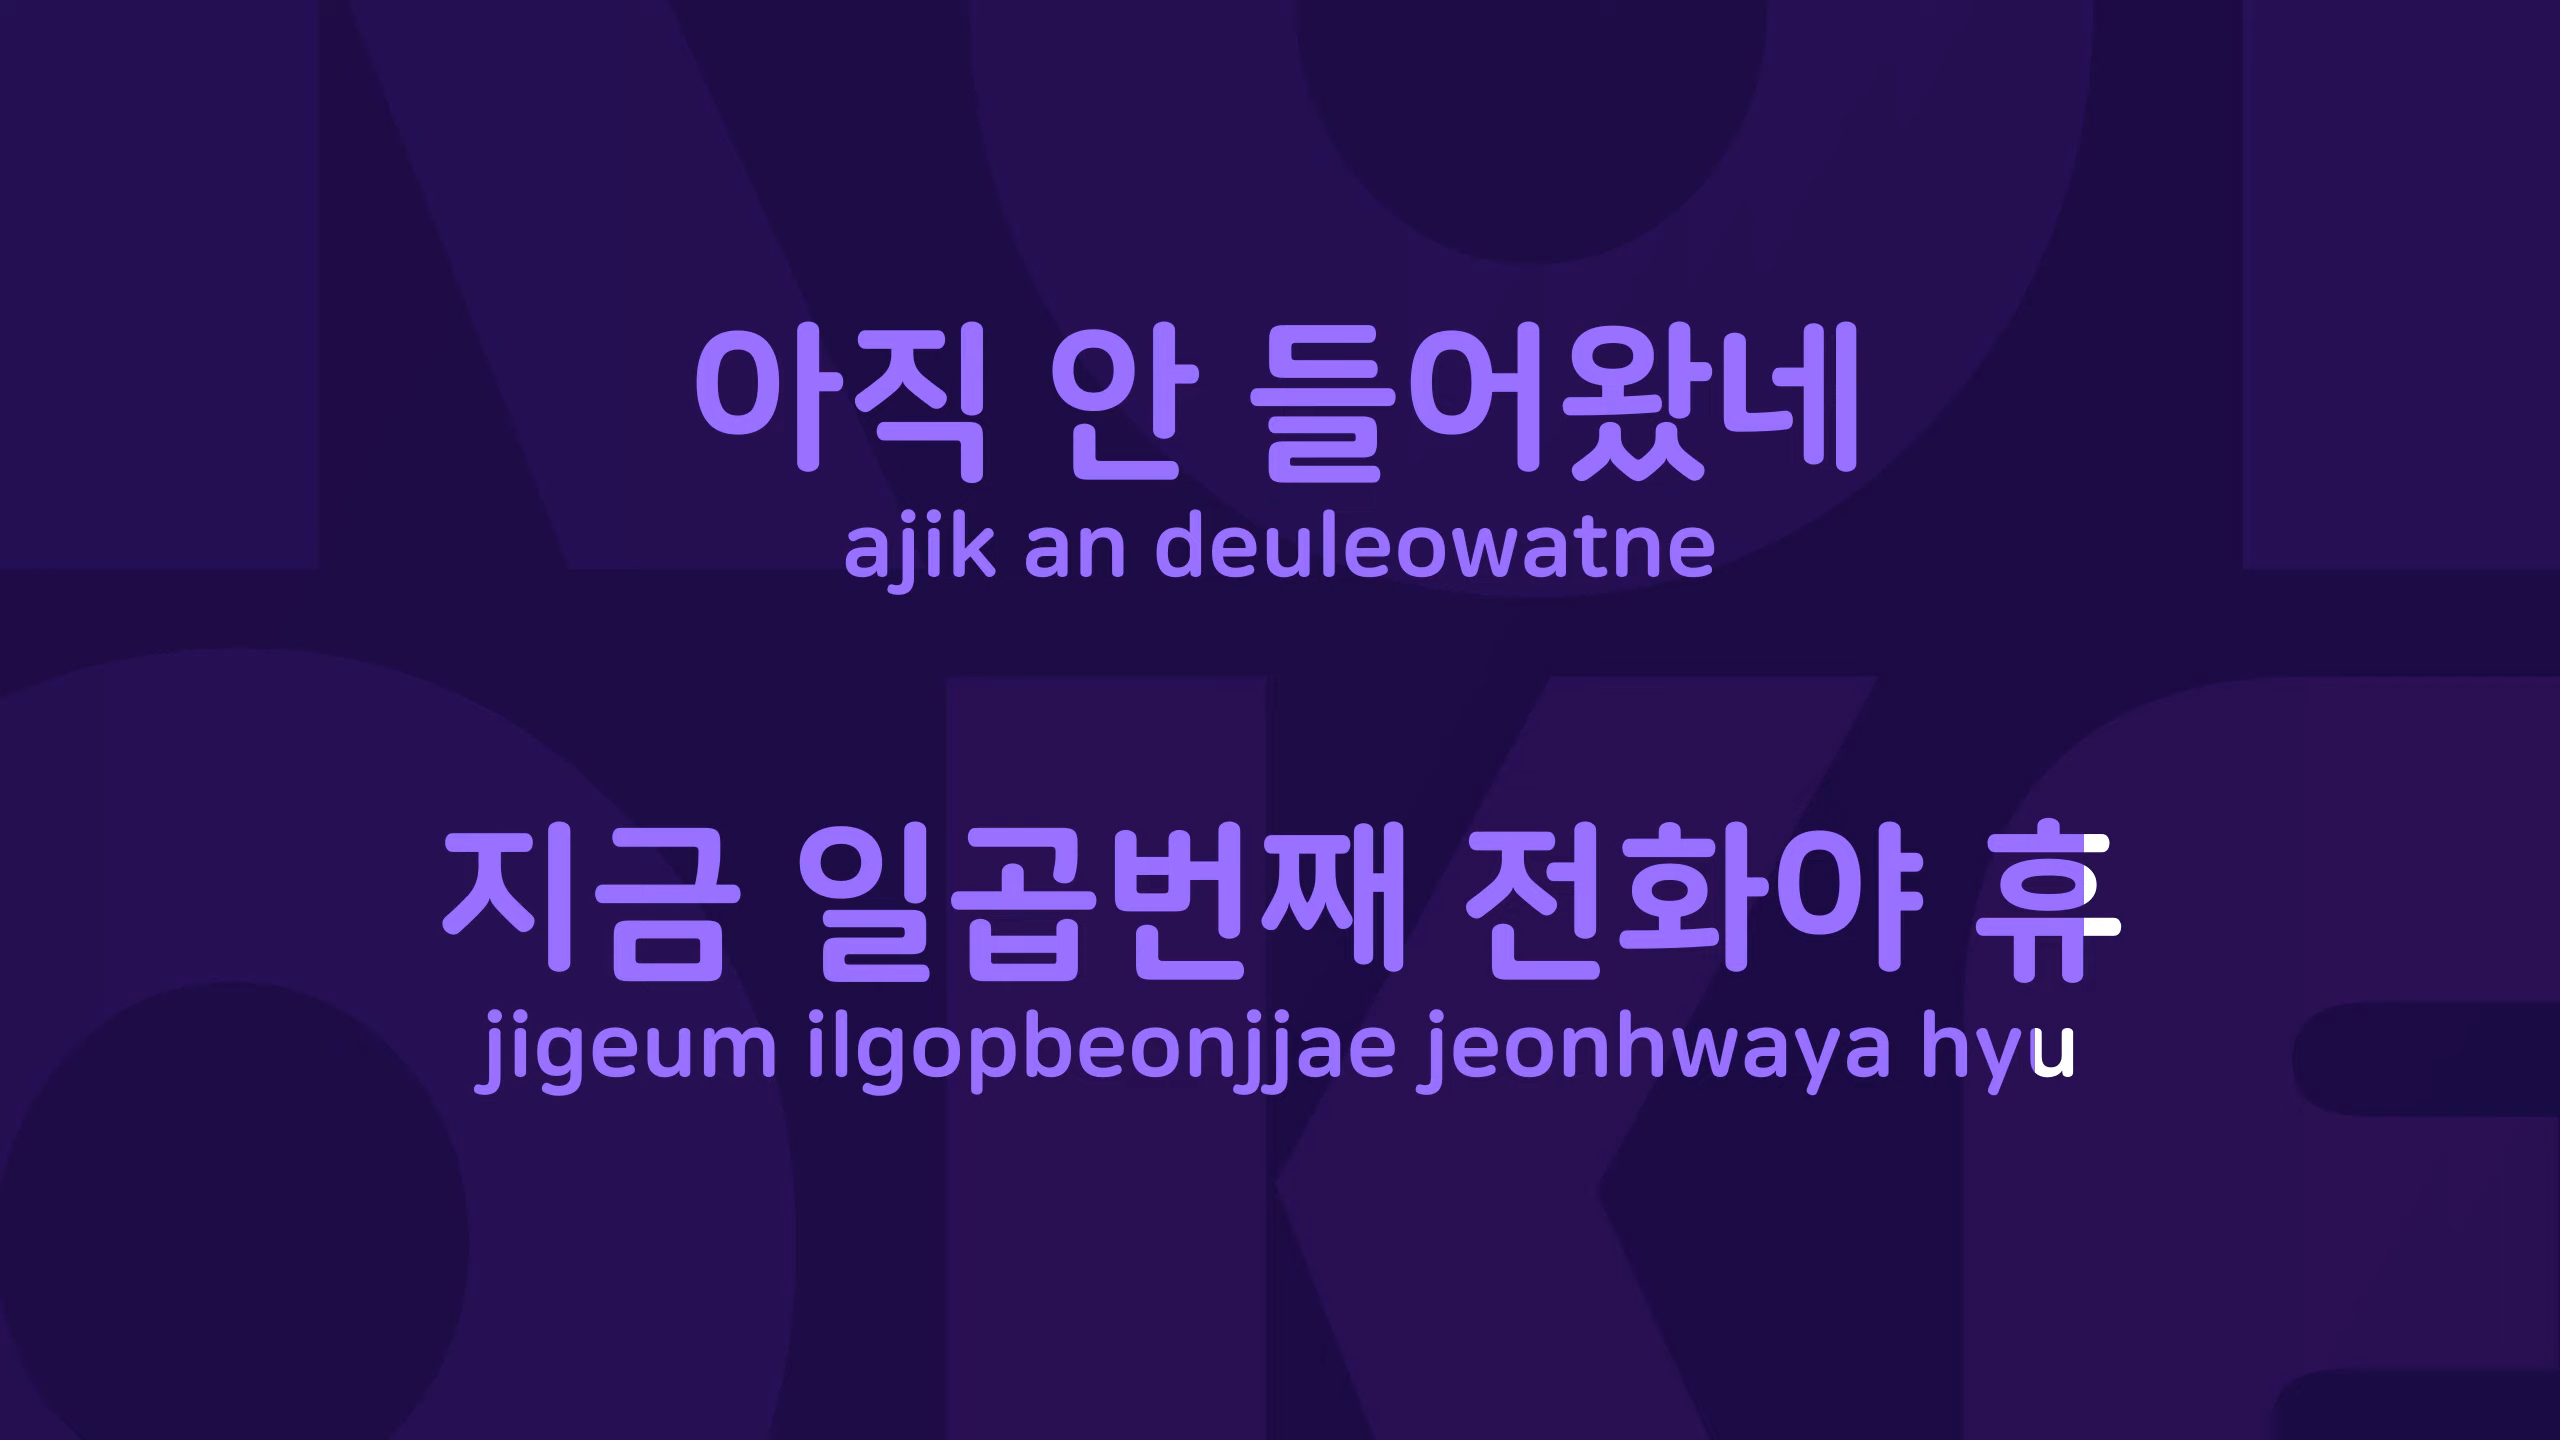 아직 안 들어왔네
ajik an deuleowatne
지금 일곱번째 전화야 휴
jigeum ilgopbeonjjae jeonhwaya hyu